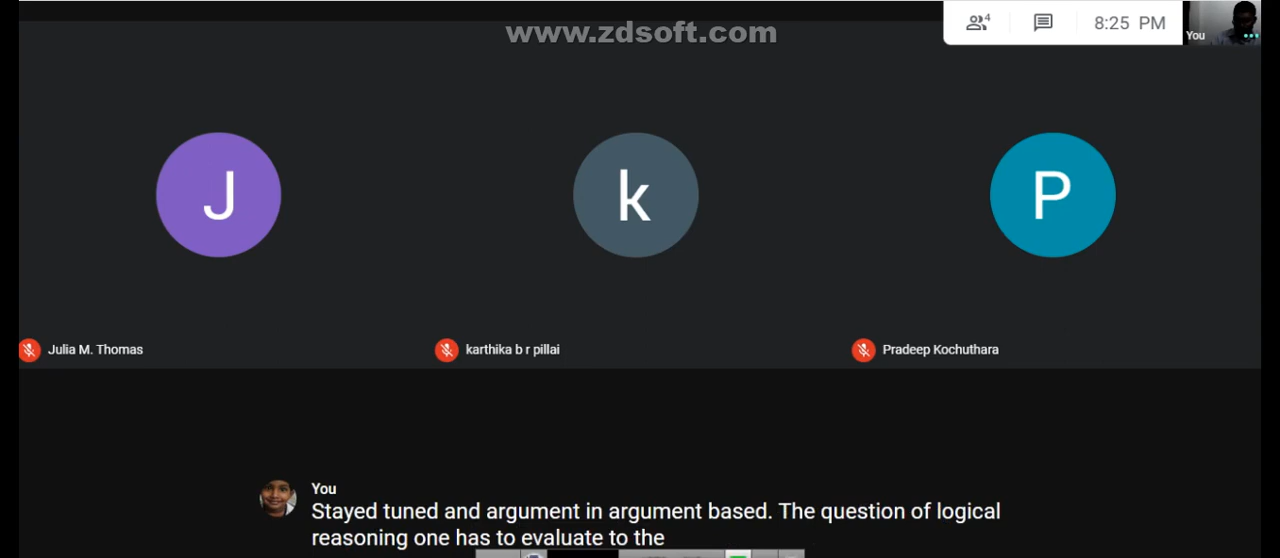 www.zdsoft.com
4
8:25 PM
You
J
k
P
Julia M. Thomas
karthika b r pillai
Pradeep Kochuthara
You
Stayed tuned and argument in argument based. The question of logical
reasoning one has to evaluate to the